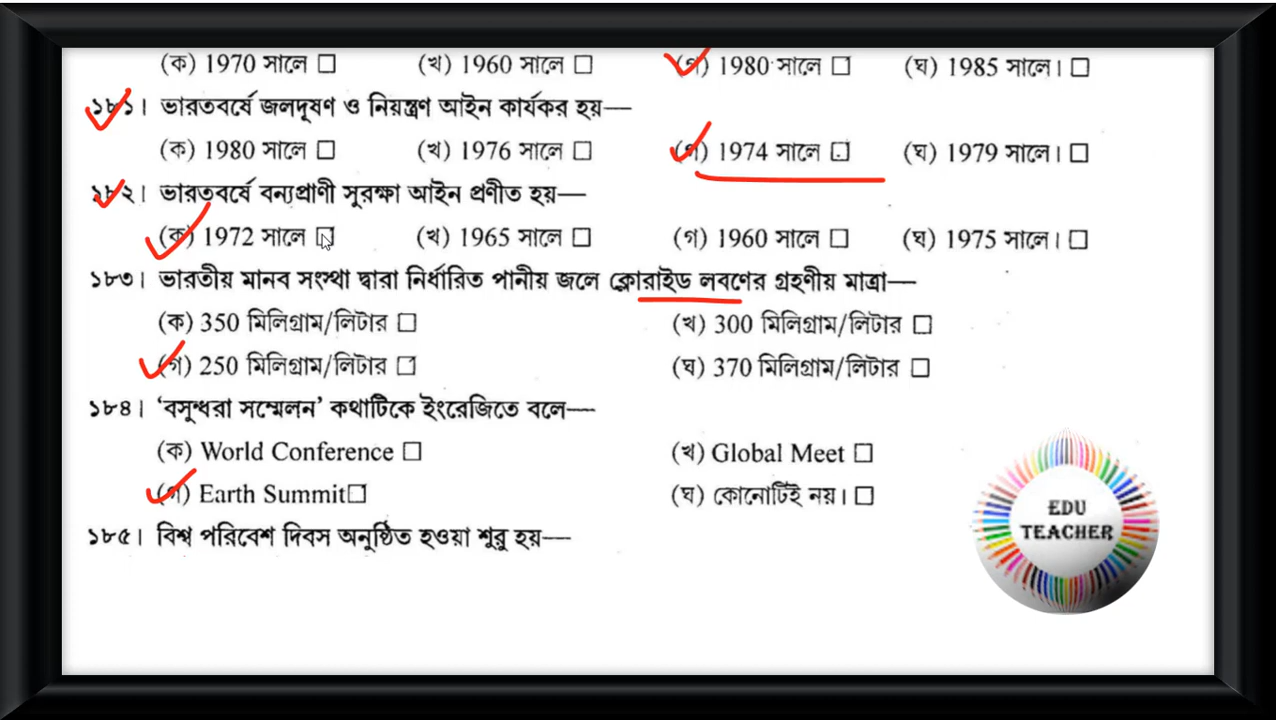 (ক) 1970 সালে □ (খ) 1960 সালে □ (গ) 1980 সালে □ (ঘ) 1985 সালে। □
১৮১। ভারতবর্ষে জলদূষণ ও নিয়ন্ত্রণ আইন কার্যকর হয়—
(ক) 1980 সালে □ (খ) 1976 সালে □ (গ) 1974 সালে □ (ঘ) 1979 সালে। □
১৮২। ভারতবর্ষে বন্যপ্রাণী সুরক্ষা আইন প্রণীত হয়—
(ক) 1972 সালে □ (খ) 1965 সালে □ (গ) 1960 সালে □ (ঘ) 1975 সালে। □
১৮৩। ভারতীয় মানব সংস্থা দ্বারা নির্ধারিত পানীয় জলে ক্লোরাইড লবণের গ্রহণীয় মাত্রা—
(ক) 350 মিলিগ্রাম/লিটার □ (খ) 300 মিলিগ্রাম/লিটার □
(গ) 250 মিলিগ্রাম/লিটার □ (ঘ) 370 মিলিগ্রাম/লিটার □
১৮৪। ‘বসুন্ধরা সম্মেলন’ কথাটিকে ইংরেজিতে বলে—
(ক) World Conference □ (খ) Global Meet □
(গ) Earth Summit □ (ঘ) কোনোটিই নয়। □
১৮৫। বিশ্ব পরিবেশ দিবস অনুষ্ঠিত হওয়া শুরু হয়—
EDU
TEACHER